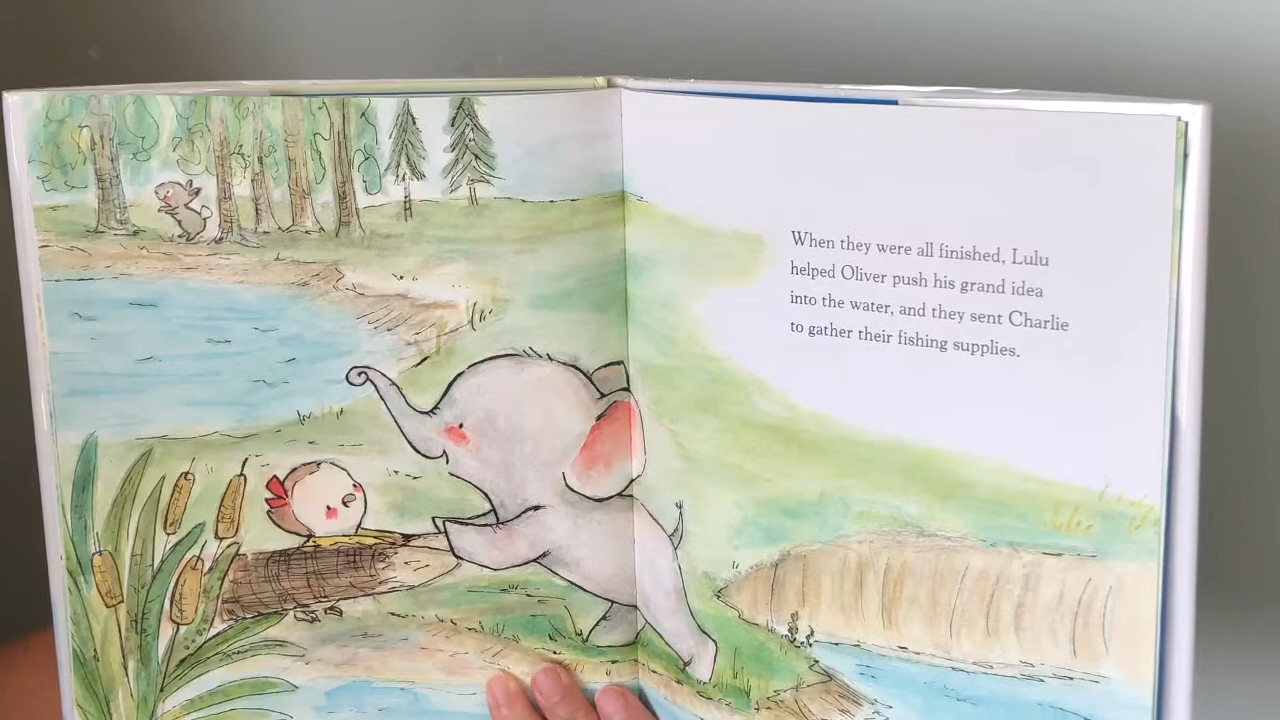 When they were all finished, Lulu
helped Oliver push his grand idea
into the water, and they sent Charlie
to gather their fishing supplies.